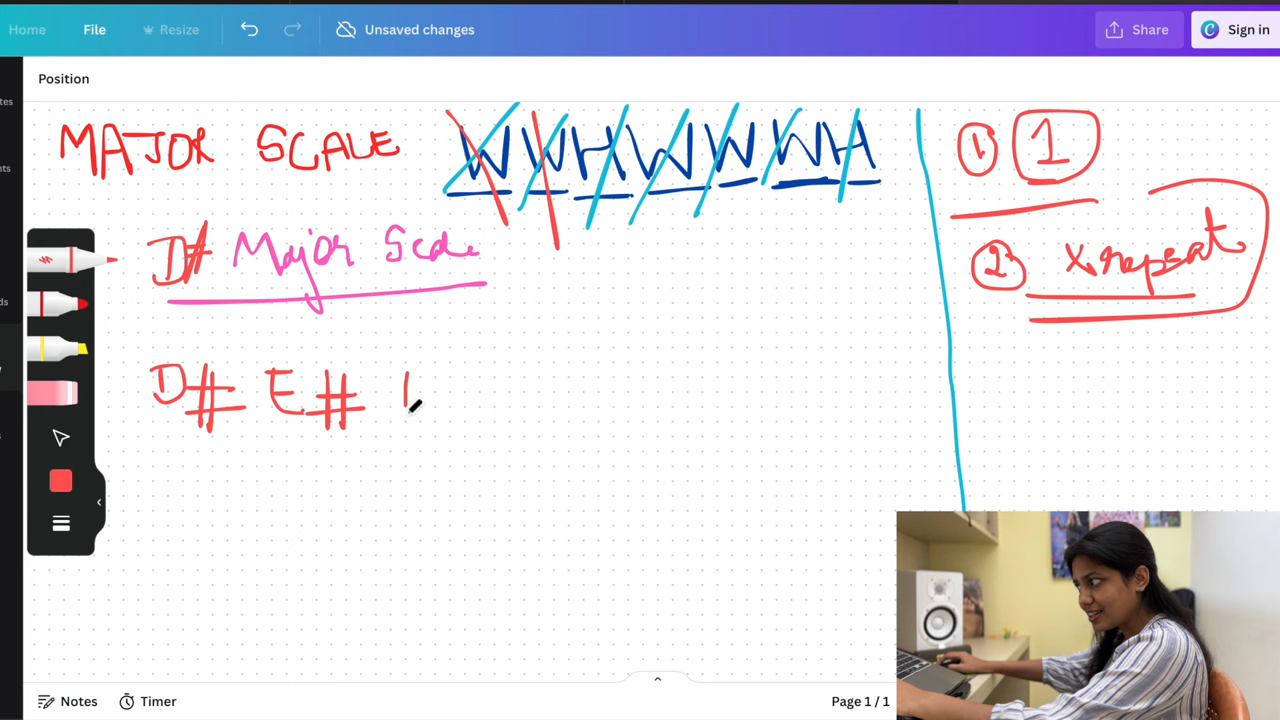 Home File Resize Unsaved changes Share Sign in
Position
MAJOR SCALE W W H W W W H
① 1
D# Major Scale
② X repeat
D# E#
Notes Timer Page 1 / 1